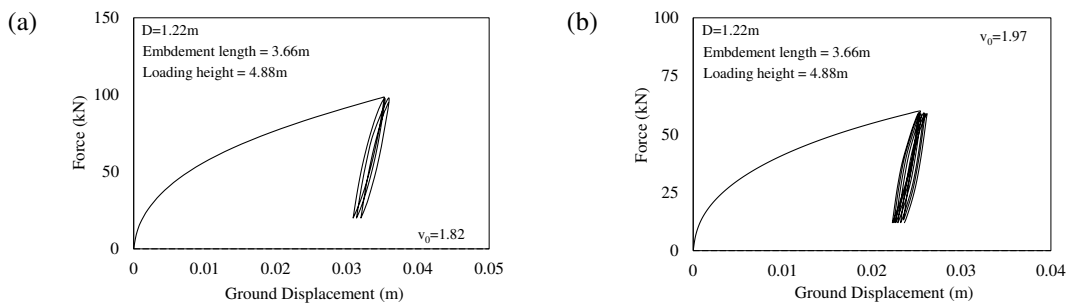 (a)
150
100
50
0
Force (kN)
D=1.22m
Embdement length = 3.66m
Loading height = 4.88m
v0=1.82
0 0.01 0.02 0.03 0.04 0.05
Ground Displacement (m)
(b)
100
75
50
25
0
Force (kN)
D=1.22m
v0=1.97
Embdement length = 3.66m
Loading height = 4.88m
0 0.01 0.02 0.03 0.04
Ground Displacement (m)